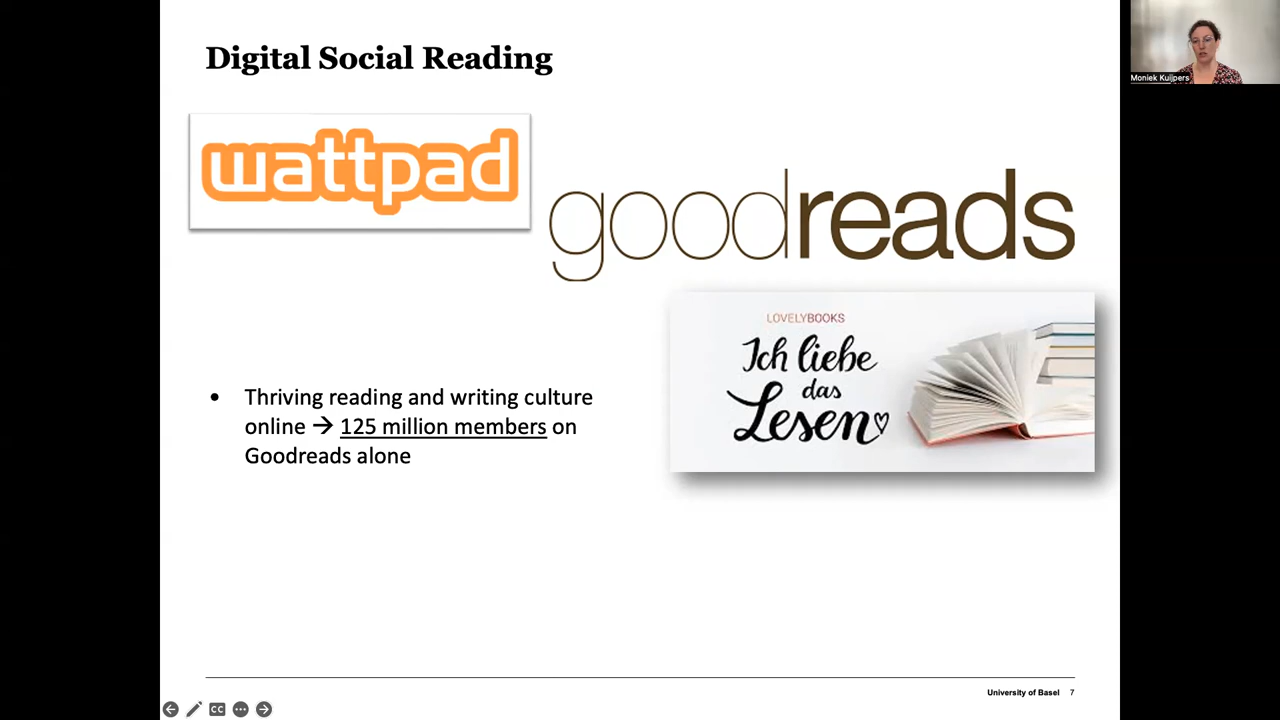 Digital Social Reading
Moniek Kuijpers
wattpad
goodreads
LOVELYBOOKS
Ich liebe
das
Lesen
• Thriving reading and writing culture
online → 125 million members on
Goodreads alone
University of Basel 7
CC